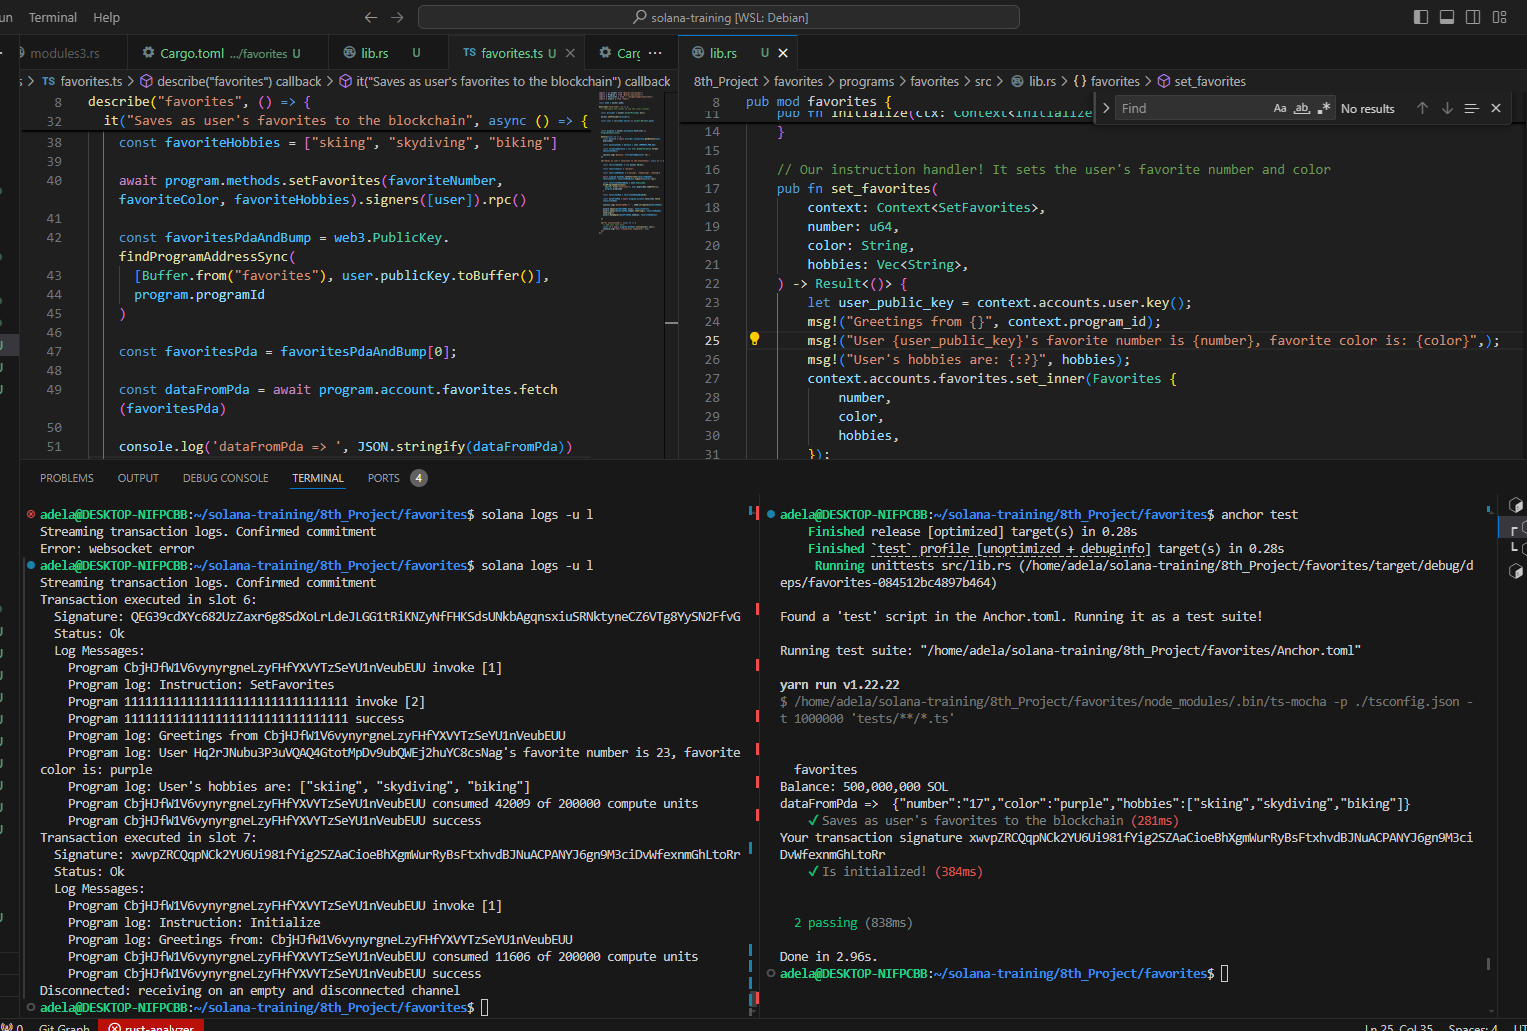 un Terminal Help
solana-training [WSL: Debian]
modules3.rs
Cargo.toml .../favorites U
lib.rs U
TS favorites.ts U
Carg ...
lib.rs U
s > TS favorites.ts > describe("favorites") callback > it("Saves as user's favorites to the blockchain") callback
8th_Project > favorites > programs > favorites > src > lib.rs > {} favorites > set_favorites
8 describe("favorites", () => {
32 it("Saves as user's favorites to the blockchain", async () => {
38 const favoriteHobbies = ["skiing", "skydiving", "biking"]
39
40 await program.methods.setFavorites(favoriteNumber,
favoriteColor, favoriteHobbies).signers([user]).rpc()
41
42 const favoritesPdaAndBump = web3.PublicKey.
findProgramAddressSync(
43 [Buffer.from("favorites"), user.publicKey.toBuffer()],
44 program.programId
45 )
46
47 const favoritesPda = favoritesPdaAndBump[0];
48
49 const dataFromPda = await program.account.favorites.fetch
(favoritesPda)
50
51 console.log('dataFromPda => ', JSON.stringify(dataFromPda))
8 pub mod favorites {
11 pub fn initialize(ctx: Context<Initialize
Find
Aa ab .*
No results
14 }
15
16 // Our instruction handler! It sets the user's favorite number and color
17 pub fn set_favorites(
18 context: Context<SetFavorites>,
19 number: u64,
20 color: String,
21 hobbies: Vec<String>,
22 ) -> Result<()> {
23 let user_public_key = context.accounts.user.key();
24 msg!("Greetings from {}", context.program_id);
25 msg!("User {user_public_key}'s favorite number is {number}, favorite color is: {color}",);
26 msg!("User's hobbies are: {:?}", hobbies);
27 context.accounts.favorites.set_inner(Favorites {
28 number,
29 color,
30 hobbies,
31 });
PROBLEMS OUTPUT DEBUG CONSOLE TERMINAL PORTS 4
adela@DESKTOP-NIFPCBB:~/solana-training/8th_Project/favorites$ solana logs -u l
Streaming transaction logs. Confirmed commitment
Error: websocket error
adela@DESKTOP-NIFPCBB:~/solana-training/8th_Project/favorites$ solana logs -u l
Streaming transaction logs. Confirmed commitment
Transaction executed in slot 6:
Signature: QEG39cdXYc682UzZaxr6g8SdXoLrLdeJLGG1tRiKNZyNfFHKSdsUNkbAgqnsxiuSRNktyneCZ6VTg8YySN2FfvG
Status: Ok
Log Messages:
Program CbjHJfW1V6vynyrgneLzyFHfYXVYTzSeYU1nVeubEUU invoke [1]
Program log: Instruction: SetFavorites
Program 11111111111111111111111111111111 invoke [2]
Program 11111111111111111111111111111111 success
Program log: Greetings from CbjHJfW1V6vynyrgneLzyFHfYXVYTzSeYU1nVeubEUU
Program log: User Hq2rJNubu3P3uVQAQ4GtotMpDv9ubQWEj2huYC8csNag's favorite number is 23, favorite
color is: purple
Program log: User's hobbies are: ["skiing", "skydiving", "biking"]
Program CbjHJfW1V6vynyrgneLzyFHfYXVYTzSeYU1nVeubEUU consumed 42009 of 200000 compute units
Program CbjHJfW1V6vynyrgneLzyFHfYXVYTzSeYU1nVeubEUU success
Transaction executed in slot 7:
Signature: xwvpZRCQqpNCk2YU6Ui981fYig2SZAaCioeBhXgmWurRyBsFtxhvdBJNuACPANYJ6gn9M3ciDvWfexnmGhLtoRr
Status: Ok
Log Messages:
Program CbjHJfW1V6vynyrgneLzyFHfYXVYTzSeYU1nVeubEUU invoke [1]
Program log: Instruction: Initialize
Program log: Greetings from: CbjHJfW1V6vynyrgneLzyFHfYXVYTzSeYU1nVeubEUU
Program CbjHJfW1V6vynyrgneLzyFHfYXVYTzSeYU1nVeubEUU consumed 11606 of 200000 compute units
Program CbjHJfW1V6vynyrgneLzyFHfYXVYTzSeYU1nVeubEUU success
Disconnected: receiving on an empty and disconnected channel
adela@DESKTOP-NIFPCBB:~/solana-training/8th_Project/favorites$
adela@DESKTOP-NIFPCBB:~/solana-training/8th_Project/favorites$ anchor test
Finished release [optimized] target(s) in 0.28s
Finished `test` profile [unoptimized + debuginfo] target(s) in 0.28s
Running unittests src/lib.rs (/home/adela/solana-training/8th_Project/favorites/target/debug/d
eps/favorites-084512bc4897b464)
Found a 'test' script in the Anchor.toml. Running it as a test suite!
Running test suite: "/home/adela/solana-training/8th_Project/favorites/Anchor.toml"
yarn run v1.22.22
$ /home/adela/solana-training/8th_Project/favorites/node_modules/.bin/ts-mocha -p ./tsconfig.json -
t 1000000 'tests/**/*.ts'
favorites
Balance: 500,000,000 SOL
dataFromPda =>  {"number":"17","color":"purple","hobbies":["skiing","skydiving","biking"]}
✓Saves as user's favorites to the blockchain (281ms)
Your transaction signature xwvpZRCQqpNCk2YU6Ui981fYig2SZAaCioeBhXgmWurRyBsFtxhvdBJNuACPANYJ6gn9M3ci
DvWfexnmGhLtoRr
✓Is initialized! (384ms)
2 passing (838ms)
Done in 2.96s.
adela@DESKTOP-NIFPCBB:~/solana-training/8th_Project/favorites$
0 Git Graph rust-analyzer
Ln 25, Col 35 Spaces: 4